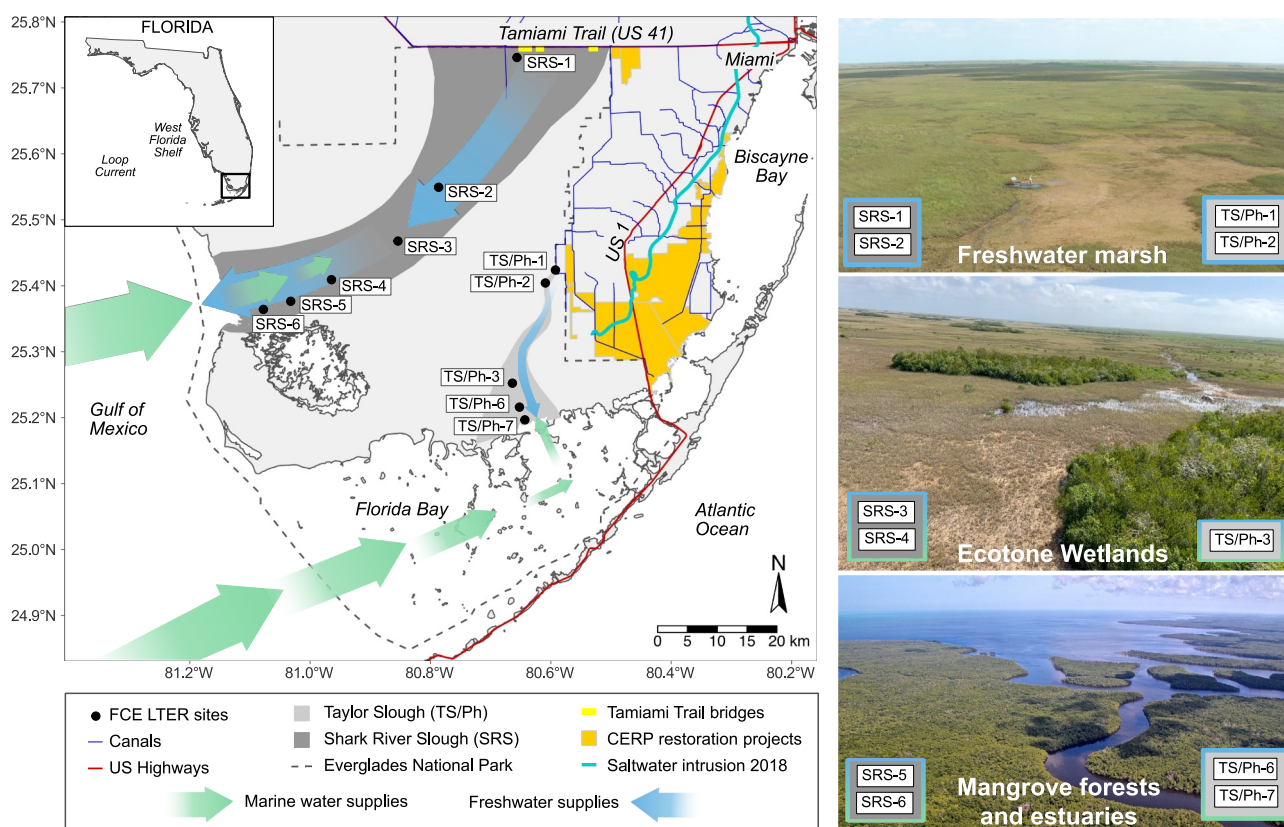 FLORIDA
West
Florida
Shelf
Loop
Current
25.8°N
25.7°N
25.6°N
25.5°N
25.4°N
25.3°N
25.2°N
25.1°N
25.0°N
24.9°N
81.2°W
81.0°W
80.8°W
80.6°W
80.4°W
80.2°W
Tamiami Trail (US 41)
Miami
Biscayne
Bay
US 1
SRS-1
SRS-2
SRS-3
SRS-4
SRS-5
SRS-6
TS/Ph-1
TS/Ph-2
TS/Ph-3
TS/Ph-6
TS/Ph-7
Gulf of
Mexico
Florida Bay
Atlantic
Ocean
N
0 5 10 15 20 km
FCE LTER sites
Canals
US Highways
Taylor Slough (TS/Ph)
Shark River Slough (SRS)
Everglades National Park
Tamiami Trail bridges
CERP restoration projects
Saltwater intrusion 2018
Marine water supplies
Freshwater supplies
SRS-1
SRS-2
Freshwater marsh
TS/Ph-1
TS/Ph-2
SRS-3
SRS-4
Ecotone Wetlands
TS/Ph-3
SRS-5
SRS-6
Mangrove forests
and estuaries
TS/Ph-6
TS/Ph-7